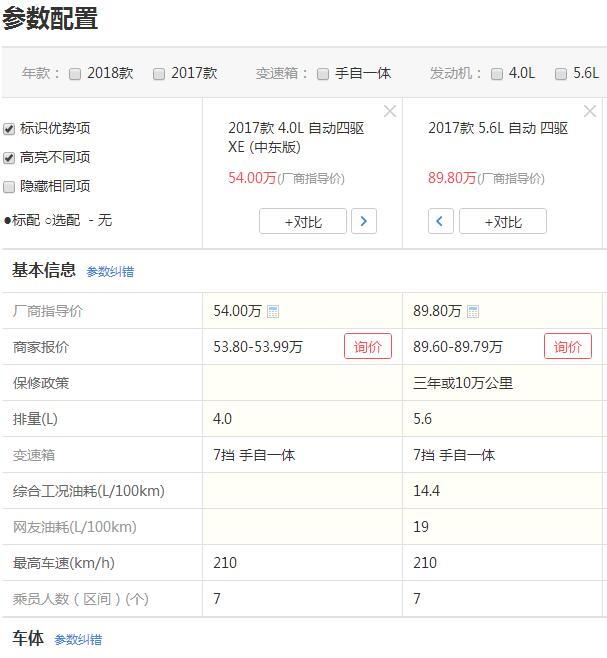 参数配置
年款： 2018款 2017款 变速箱： 手自一体 发动机： 4.0L 5.6L
标识优势项
高亮不同项
隐藏相同项
●标配 ○选配 - 无
2017款 4.0L 自动四驱
XE (中东版)
54.00万(厂商指导价)
+对比
2017款 5.6L 自动 四驱
89.80万(厂商指导价)
+对比
基本信息 参数纠错
厂商指导价 54.00万 89.80万
商家报价 53.80-53.99万 询价 89.60-89.79万 询价
保修政策 三年或10万公里
排量(L) 4.0 5.6
变速箱 7挡 手自一体 7挡 手自一体
综合工况油耗(L/100km) 14.4
网友油耗(L/100km) 19
最高车速(km/h) 210 210
乘员人数（区间）(个) 7 7
车体 参数纠错